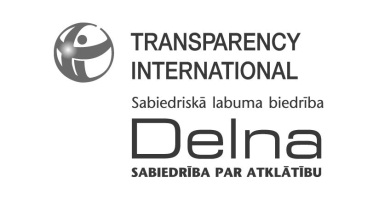 TRANSPARENCY
INTERNATIONAL
Sabiedriskā labuma biedrība
Delna
SABIEDRĪBA PAR ATKLĀTĪBU